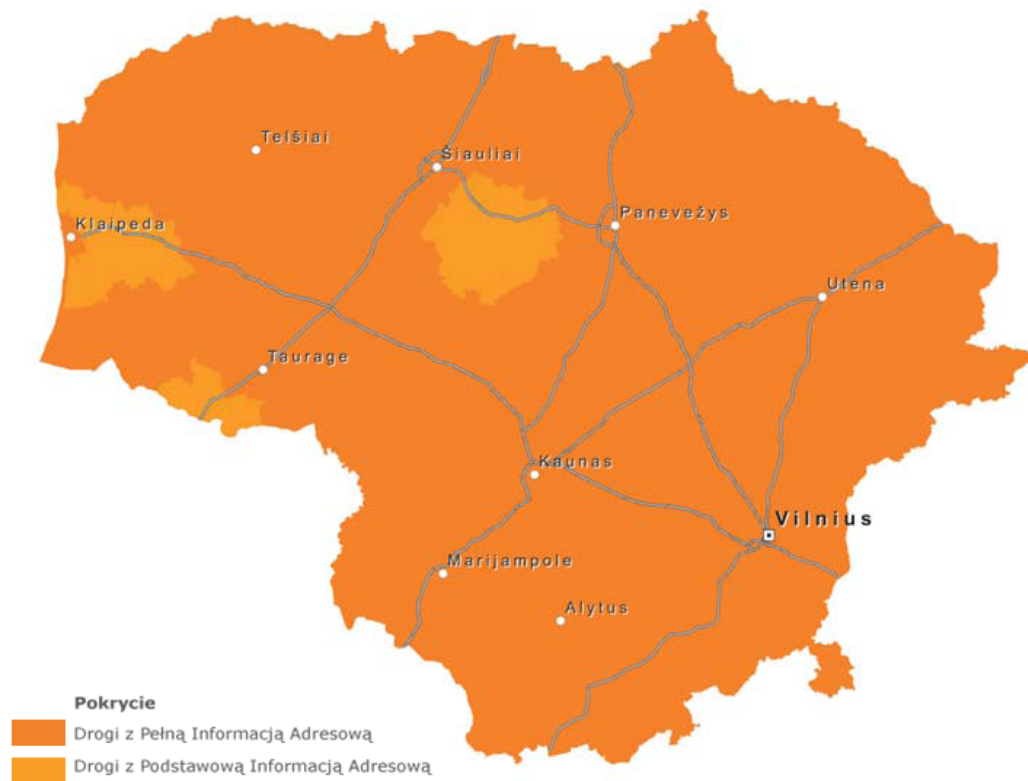 Telšiai
Šiauliai
Klaipeda
Panevežys
Utena
Taurage
Kaunas
Vilnius
Marijampole
Alytus
Pokrycie
Drogi z Pełną Informacją Adresową
Drogi z Podstawową Informacją Adresową